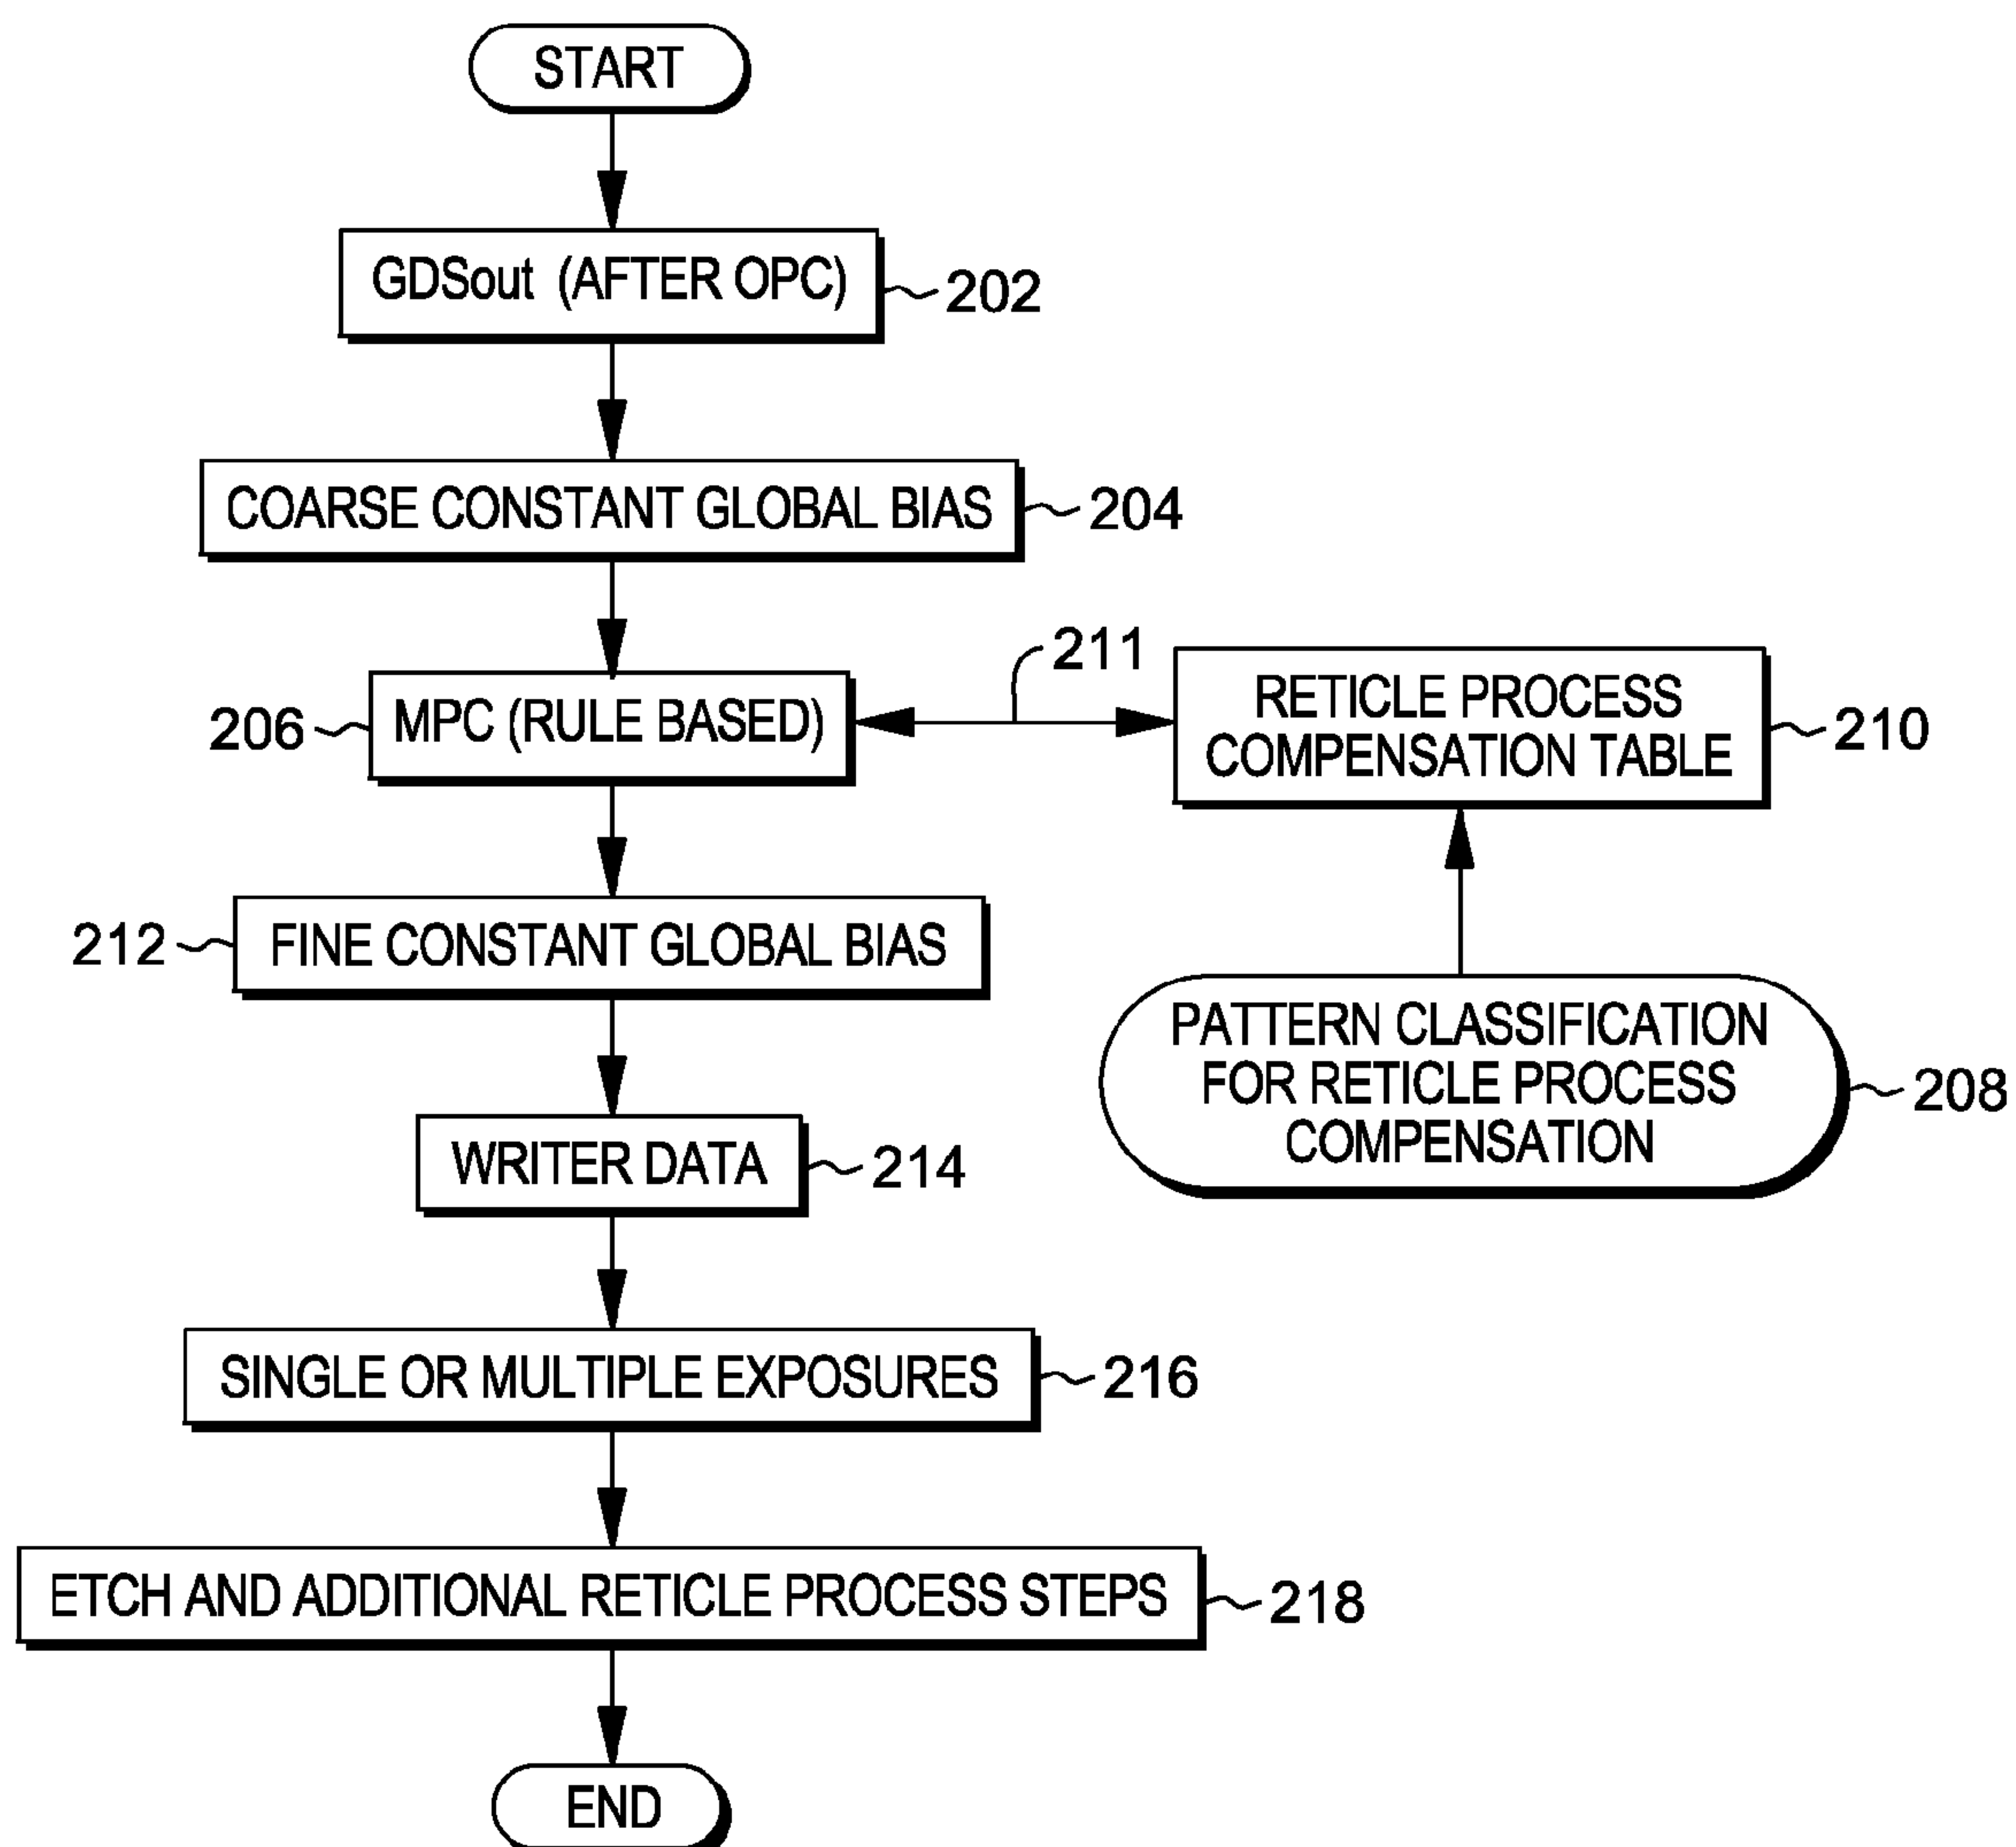 START
GDSout (AFTER OPC)
202
COARSE CONSTANT GLOBAL BIAS
204
211
206
MPC (RULE BASED)
RETICLE PROCESS
COMPENSATION TABLE
210
212
FINE CONSTANT GLOBAL BIAS
PATTERN CLASSIFICATION
FOR RETICLE PROCESS
COMPENSATION
208
WRITER DATA
214
SINGLE OR MULTIPLE EXPOSURES
216
ETCH AND ADDITIONAL RETICLE PROCESS STEPS
218
END